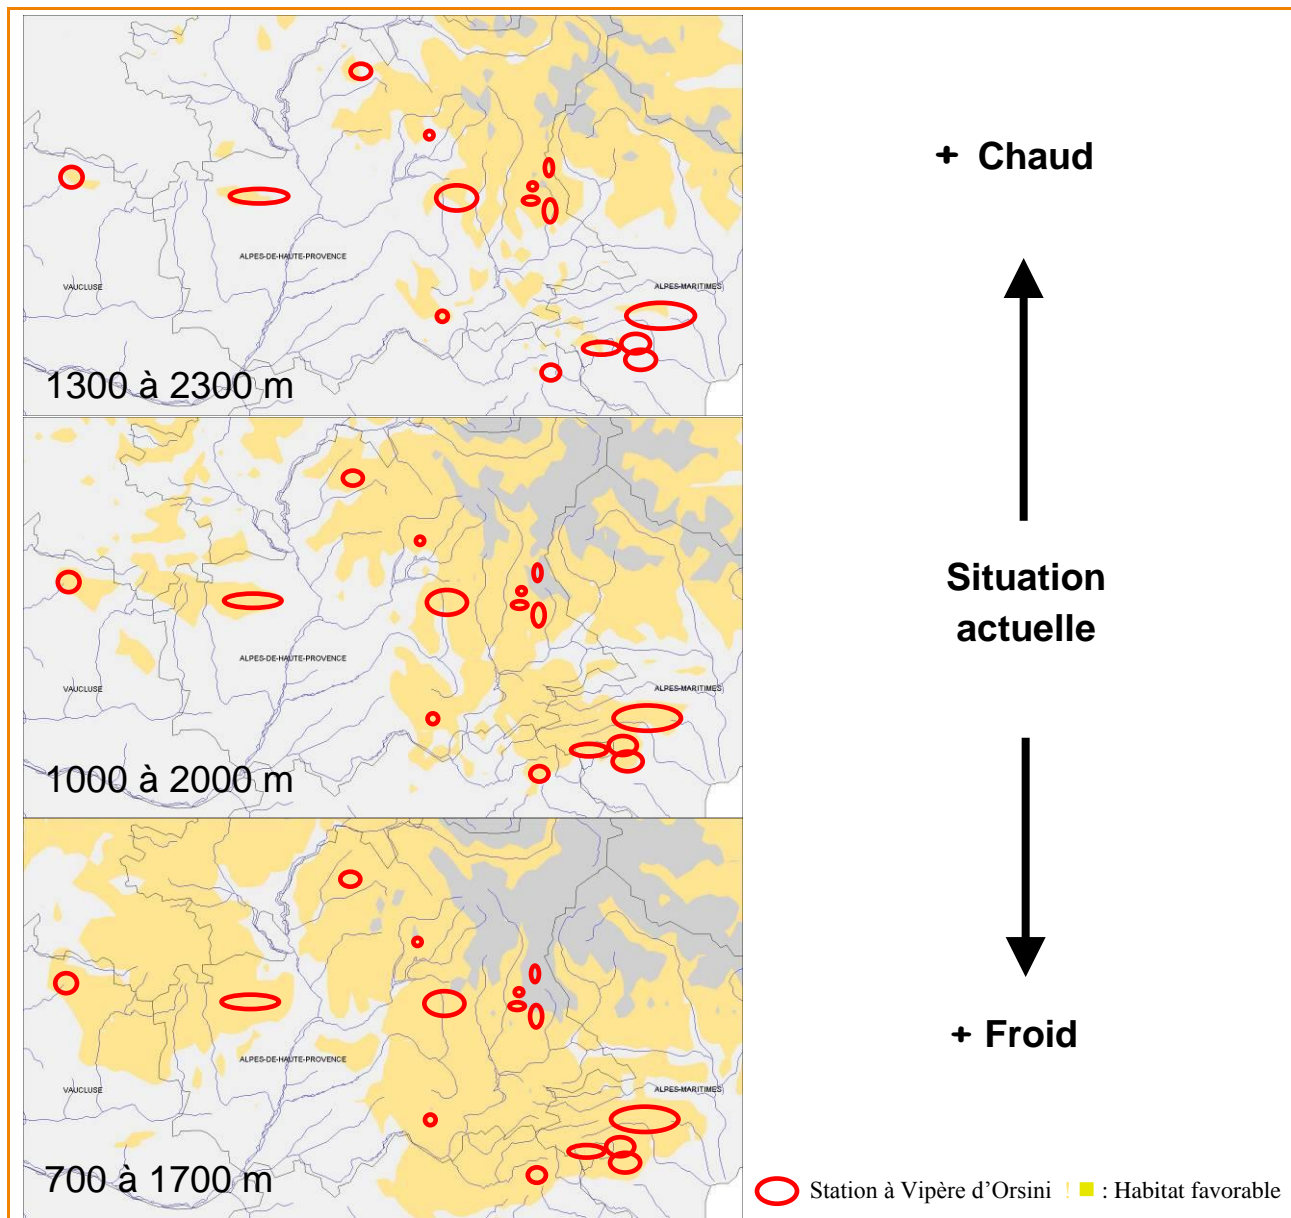 ALPES-DE-HAUTE-PROVENCE
VAUCLUSE
ALPES-MARITIMES
1300 à 2300 m
ALPES-DE-HAUTE-PROVENCE
VAUCLUSE
ALPES-MARITIMES
1000 à 2000 m
ALPES-DE-HAUTE-PROVENCE
VAUCLUSE
ALPES-MARITIMES
700 à 1700 m
+ Chaud
Situation
actuelle
+ Froid
Station à Vipère d'Orsini ! : Habitat favorable